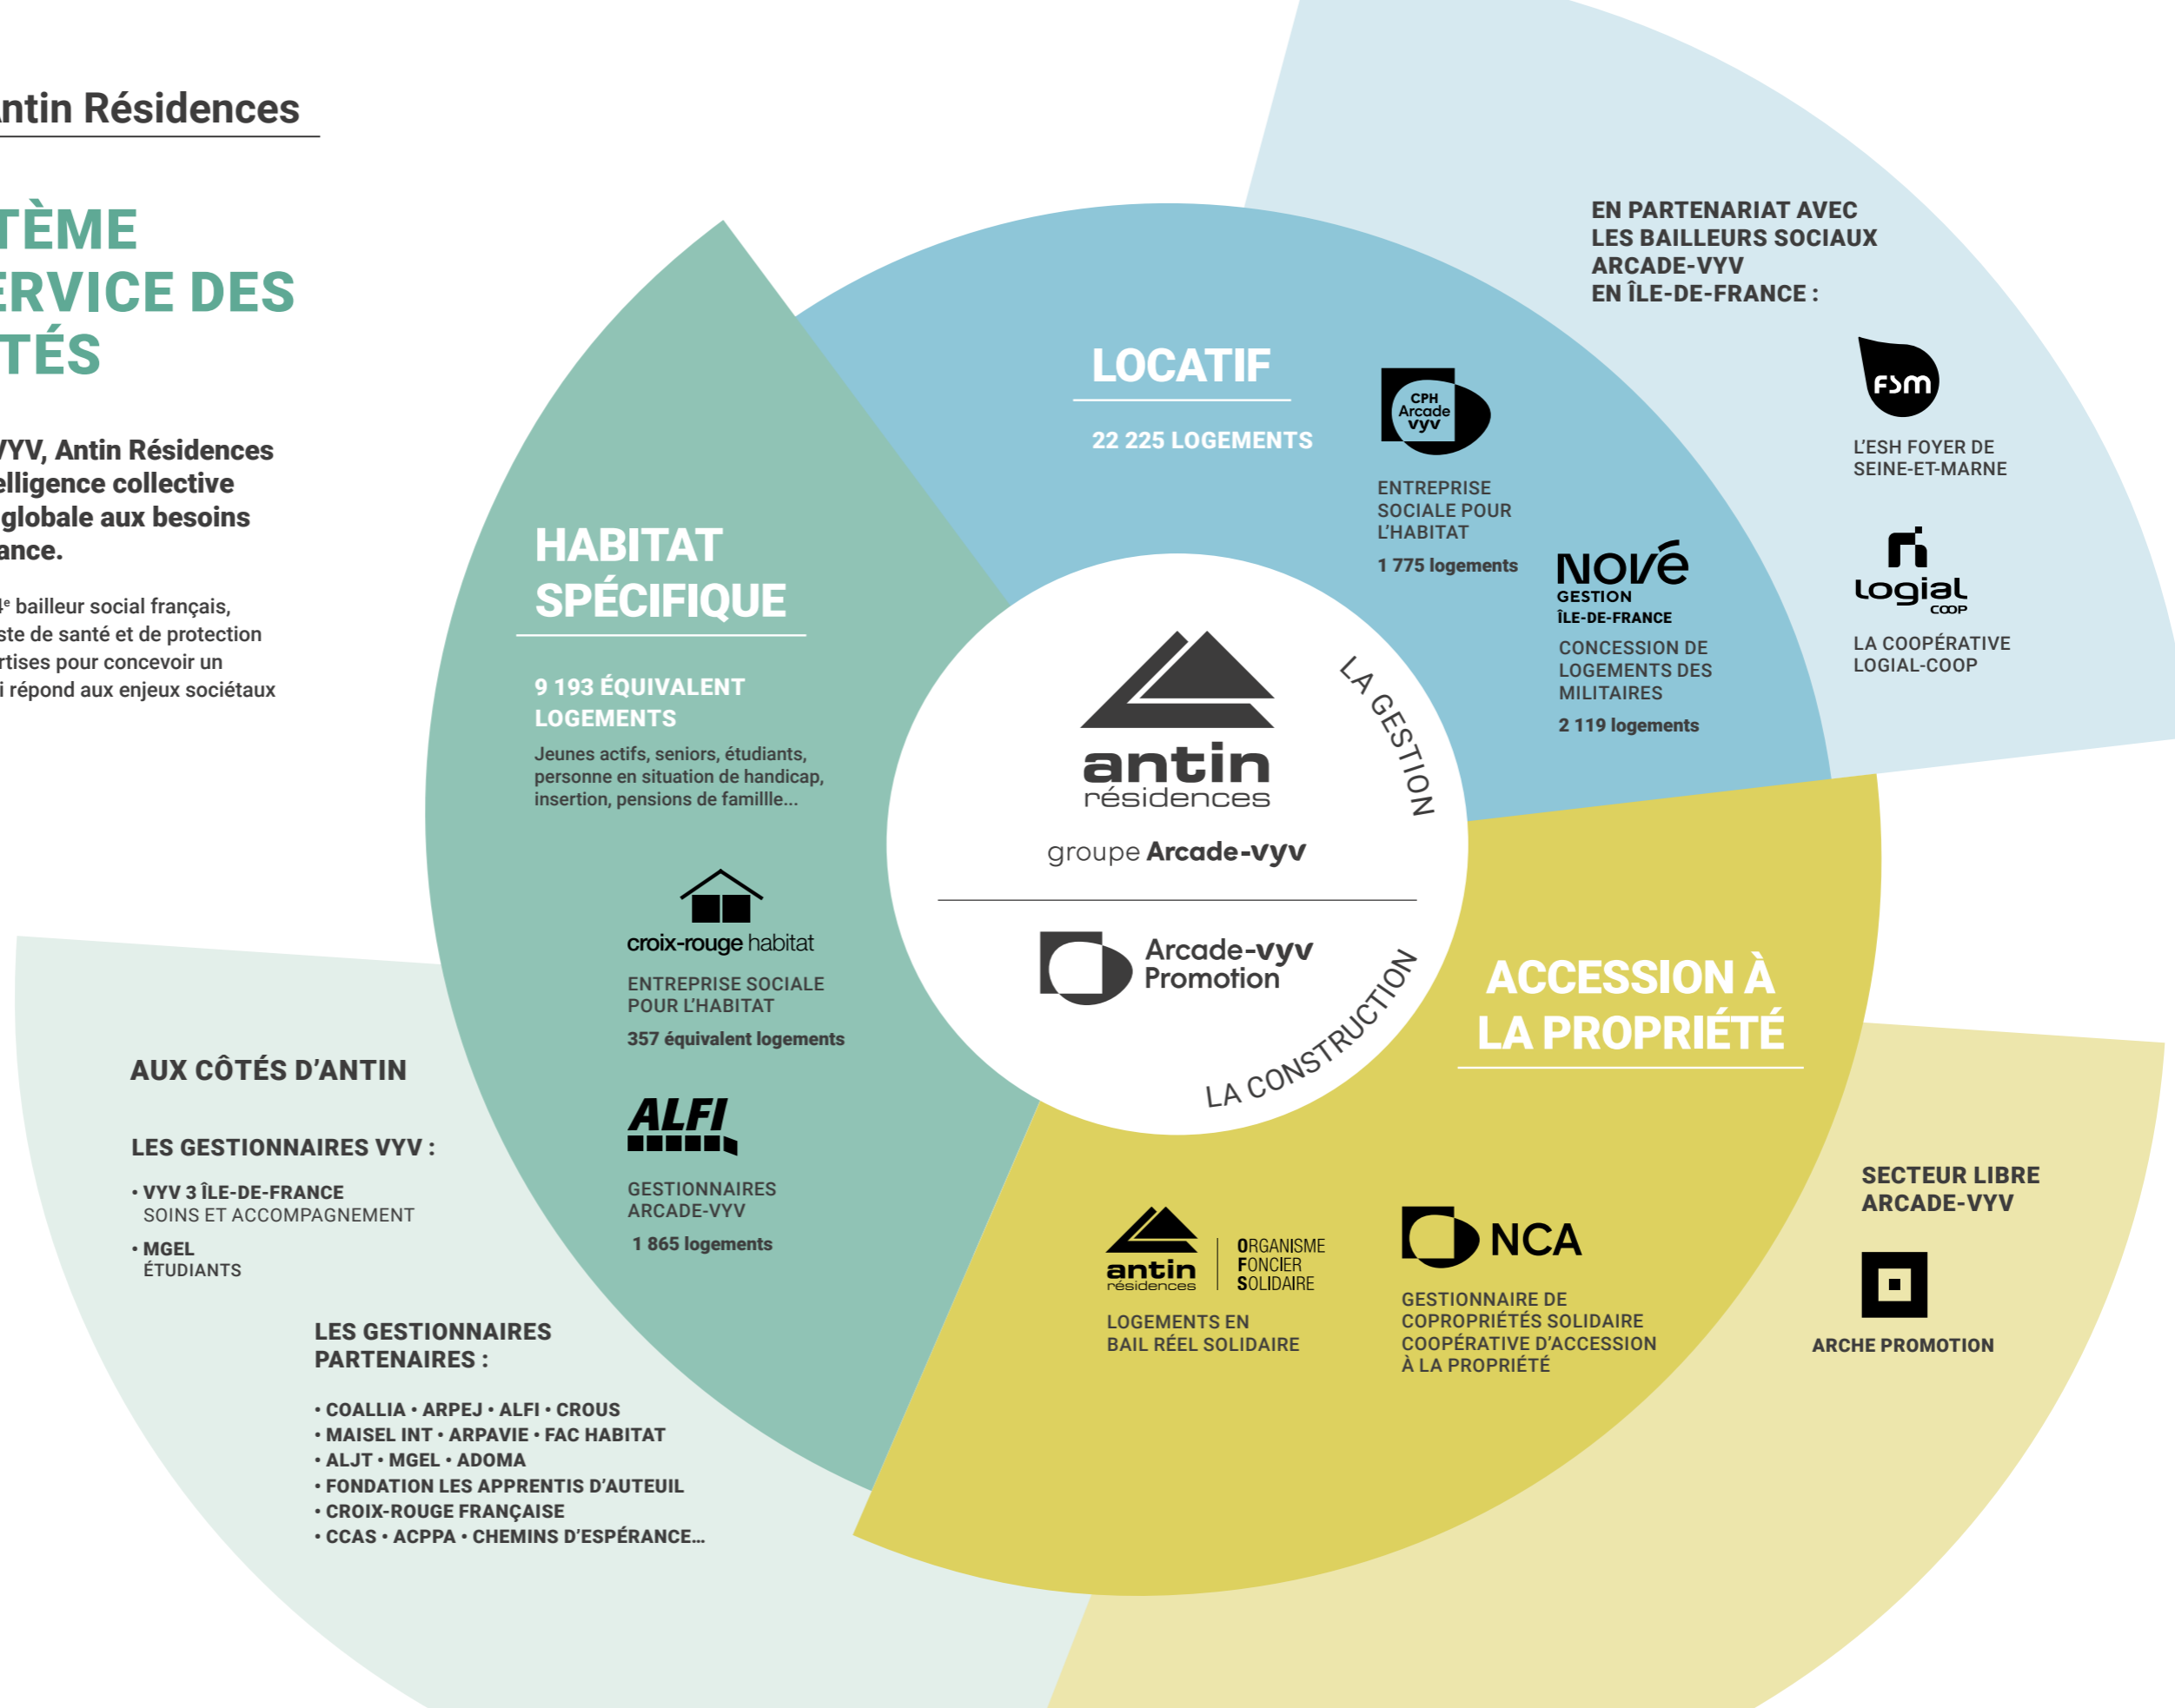 ntin Résidences
TÈME
ERVICE DES
TÉS
VYV, Antin Résidences
elligence collective
globale aux besoins
ance.
4e bailleur social français,
ste de santé et de protection
rtises pour concevoir un
i répond aux enjeux sociétaux
HABITAT
SPÉCIFIQUE
9 193 ÉQUIVALENT
LOGEMENTS
Jeunes actifs, seniors, étudiants,
personne en situation de handicap,
insertion, pensions de famillle...
croix-rouge habitat
ENTREPRISE SOCIALE
POUR L'HABITAT
357 équivalent logements
ALFI
GESTIONNAIRES
ARCADE-VYV
1 865 logements
LOCATIF
22 225 LOGEMENTS
CPH
Arcade
vyv
ENTREPRISE
SOCIALE POUR
L'HABITAT
1 775 logements
Nové
GESTION
ÎLE-DE-FRANCE
CONCESSION DE
LOGEMENTS DES
MILITAIRES
2 119 logements
EN PARTENARIAT AVEC
LES BAILLEURS SOCIAUX
ARCADE-VYV
EN ÎLE-DE-FRANCE :
FSM
L'ESH FOYER DE
SEINE-ET-MARNE
Logial
COOP
LA COOPÉRATIVE
LOGIAL-COOP
antin
résidences
groupe Arcade-vyv
LA GESTION
Arcade-vyv
Promotion
LA CONSTRUCTION
ACCESSION À
LA PROPRIÉTÉ
antin
résidences
ORGANISME
FONCIER
SOLIDAIRE
LOGEMENTS EN
BAIL RÉEL SOLIDAIRE
NCA
GESTIONNAIRE DE
COPROPRIÉTÉS SOLIDAIRE
COOPÉRATIVE D'ACCESSION
À LA PROPRIÉTÉ
SECTEUR LIBRE
ARCADE-VYV
ARCHE PROMOTION
AUX CÔTÉS D'ANTIN
LES GESTIONNAIRES VYV :
• VYV 3 ÎLE-DE-FRANCE
SOINS ET ACCOMPAGNEMENT
• MGEL
ÉTUDIANTS
LES GESTIONNAIRES
PARTENAIRES :
• COALLIA • ARPEJ • ALFI • CROUS
• MAISEL INT • ARPAVIE • FAC HABITAT
• ALJT • MGEL • ADOMA
• FONDATION LES APPRENTIS D'AUTEUIL
• CROIX-ROUGE FRANÇAISE
• CCAS • ACPPA • CHEMINS D'ESPÉRANCE...